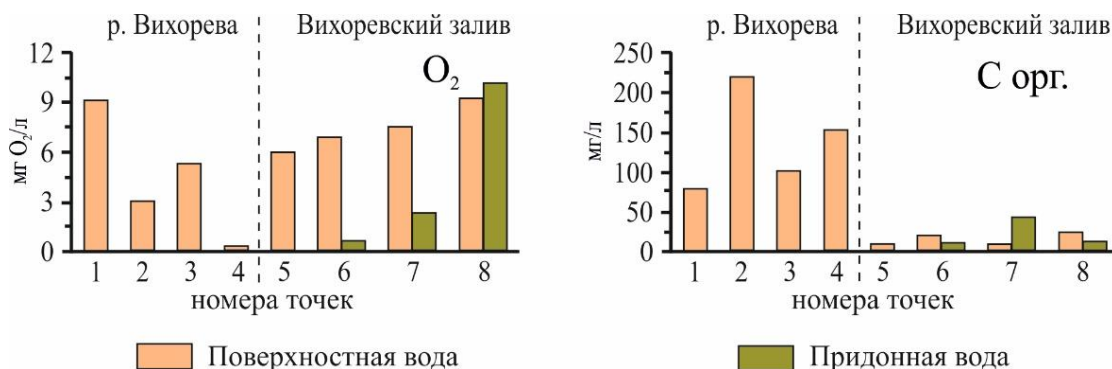 р. Вихорева Вихоревский залив
O₂
мг O₂/л
12
9
6
3
0
1 2 3 4 5 6 7 8
номера точек
Поверхностная вода
р. Вихорева Вихоревский залив
С орг.
мг/л
250
200
150
100
50
0
1 2 3 4 5 6 7 8
номера точек
Придонная вода